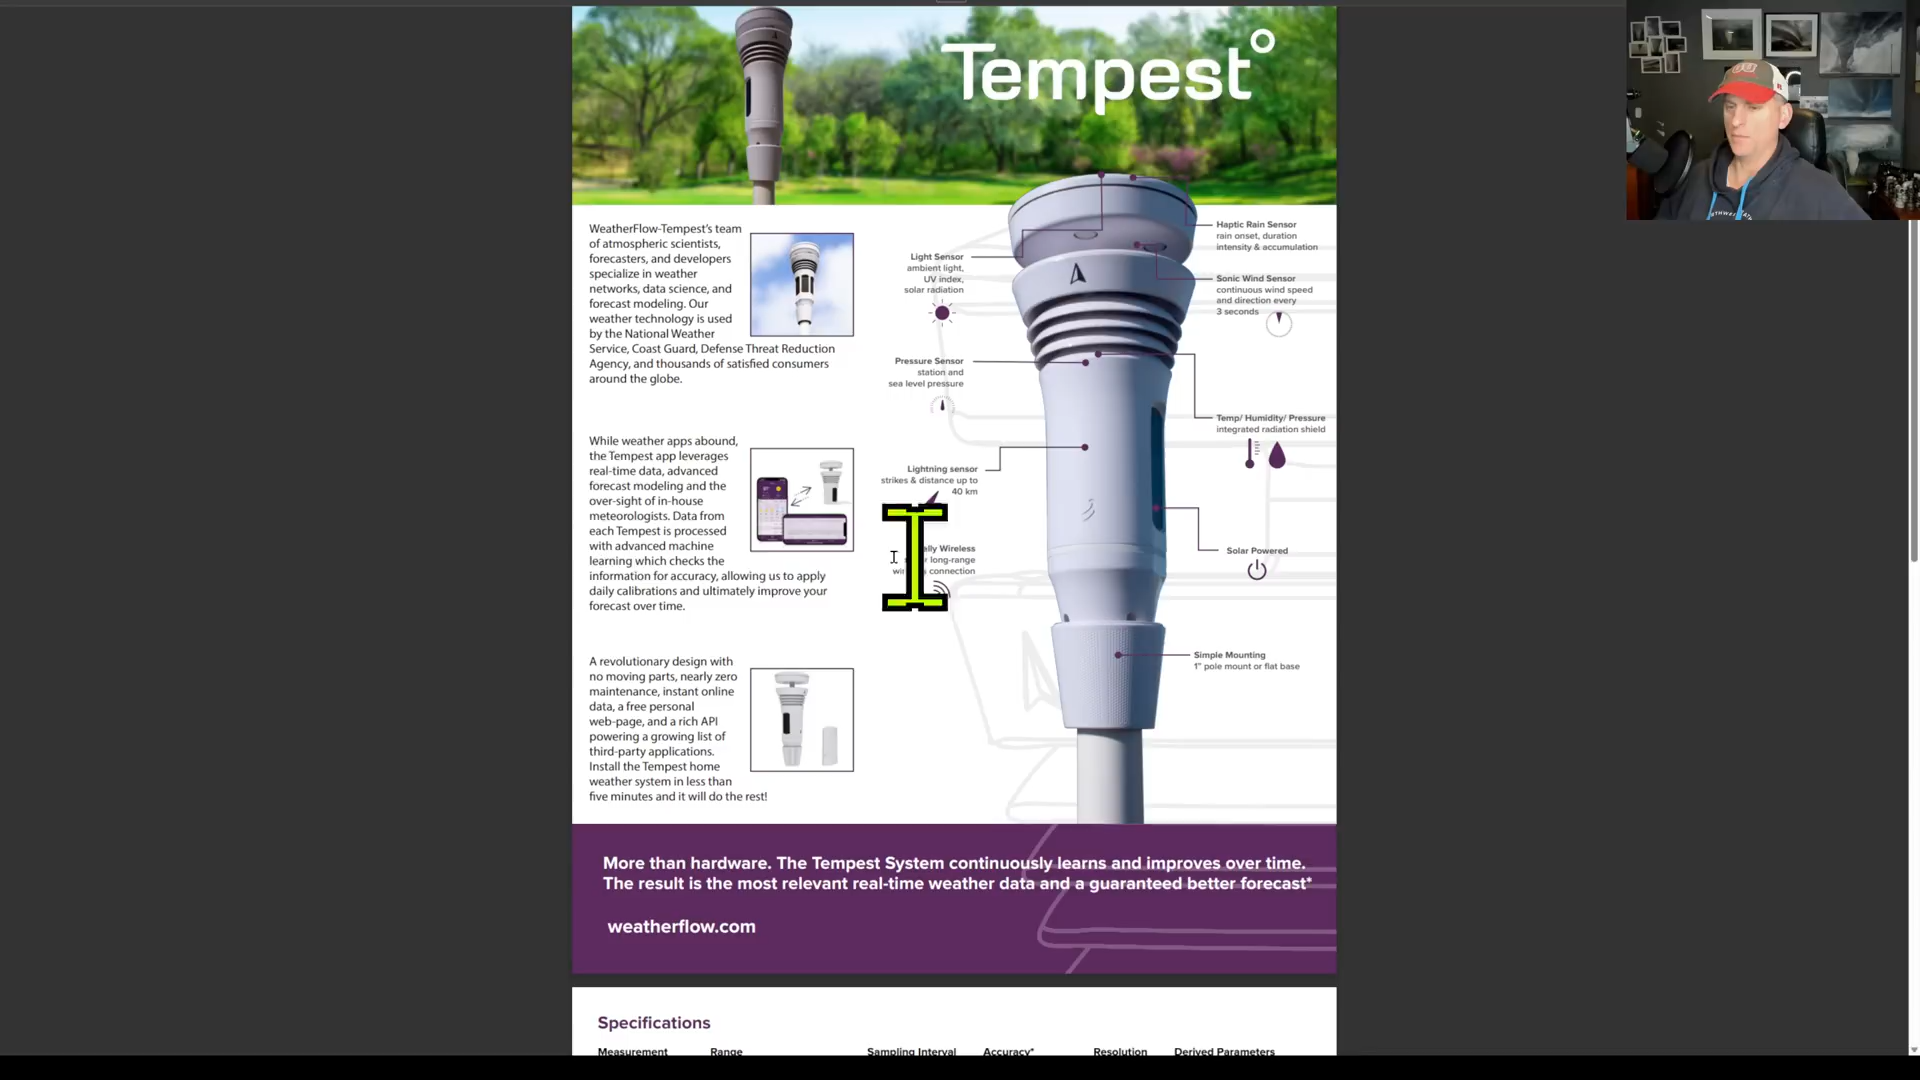 Tempest°
WeatherFlow-Tempest's team
of atmospheric scientists,
forecasters, and developers
specialize in weather
networks, data science, and
forecast modeling. Our
weather technology is used
by the National Weather
Service, Coast Guard, Defense Threat Reduction
Agency, and thousands of satisfied consumers
around the globe.
While weather apps abound,
the Tempest app leverages
real-time data, advanced
forecast modeling and the
over-sight of in-house
meteorologists. Data from
each Tempest is processed
with advanced machine
learning which checks the
information for accuracy, allowing us to apply
daily calibrations and ultimately improve your
forecast over time.
A revolutionary design with
no moving parts, nearly zero
maintenance, instant online
data, a free personal
web-page, and a rich API
powering a growing list of
third-party applications.
Install the Tempest home
weather system in less than
five minutes and it will do the rest!
Light Sensor
ambient light,
UV index,
solar radiation
Pressure Sensor
station and
sea level pressure
Lightning sensor
strikes & distance up to
40 km
Wireless
long-range
connection
Haptic Rain Sensor
rain onset, duration
intensity & accumulation
Sonic Wind Sensor
continuous wind speed
and direction every
3 seconds
Temp/ Humidity/ Pressure
integrated radiation shield
Solar Powered
Simple Mounting
1" pole mount or flat base
More than hardware. The Tempest System continuously learns and improves over time.
The result is the most relevant real-time weather data and a guaranteed better forecast*
weatherflow.com
Specifications
Measurement Range Sampling Interval Accuracy* Resolution Derived Parameters